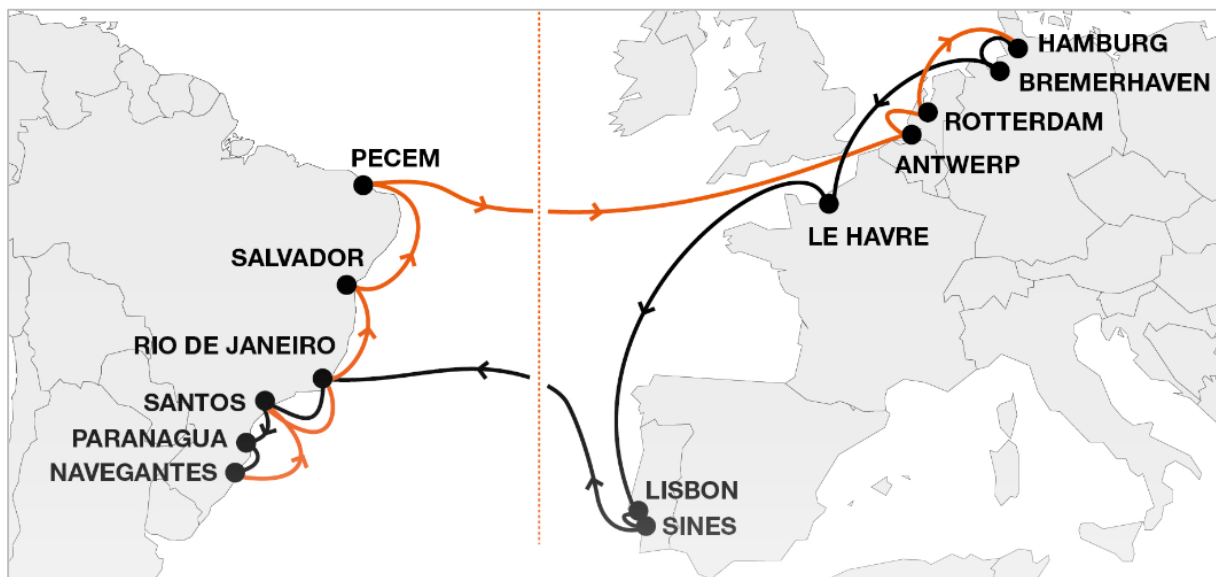 HAMBURG
BREMERHAVEN
ROTTERDAM
ANTWERP
PECEM
LE HAVRE
SALVADOR
RIO DE JANEIRO
SANTOS
PARANAGUA
NAVEGANTES
LISBON
SINES